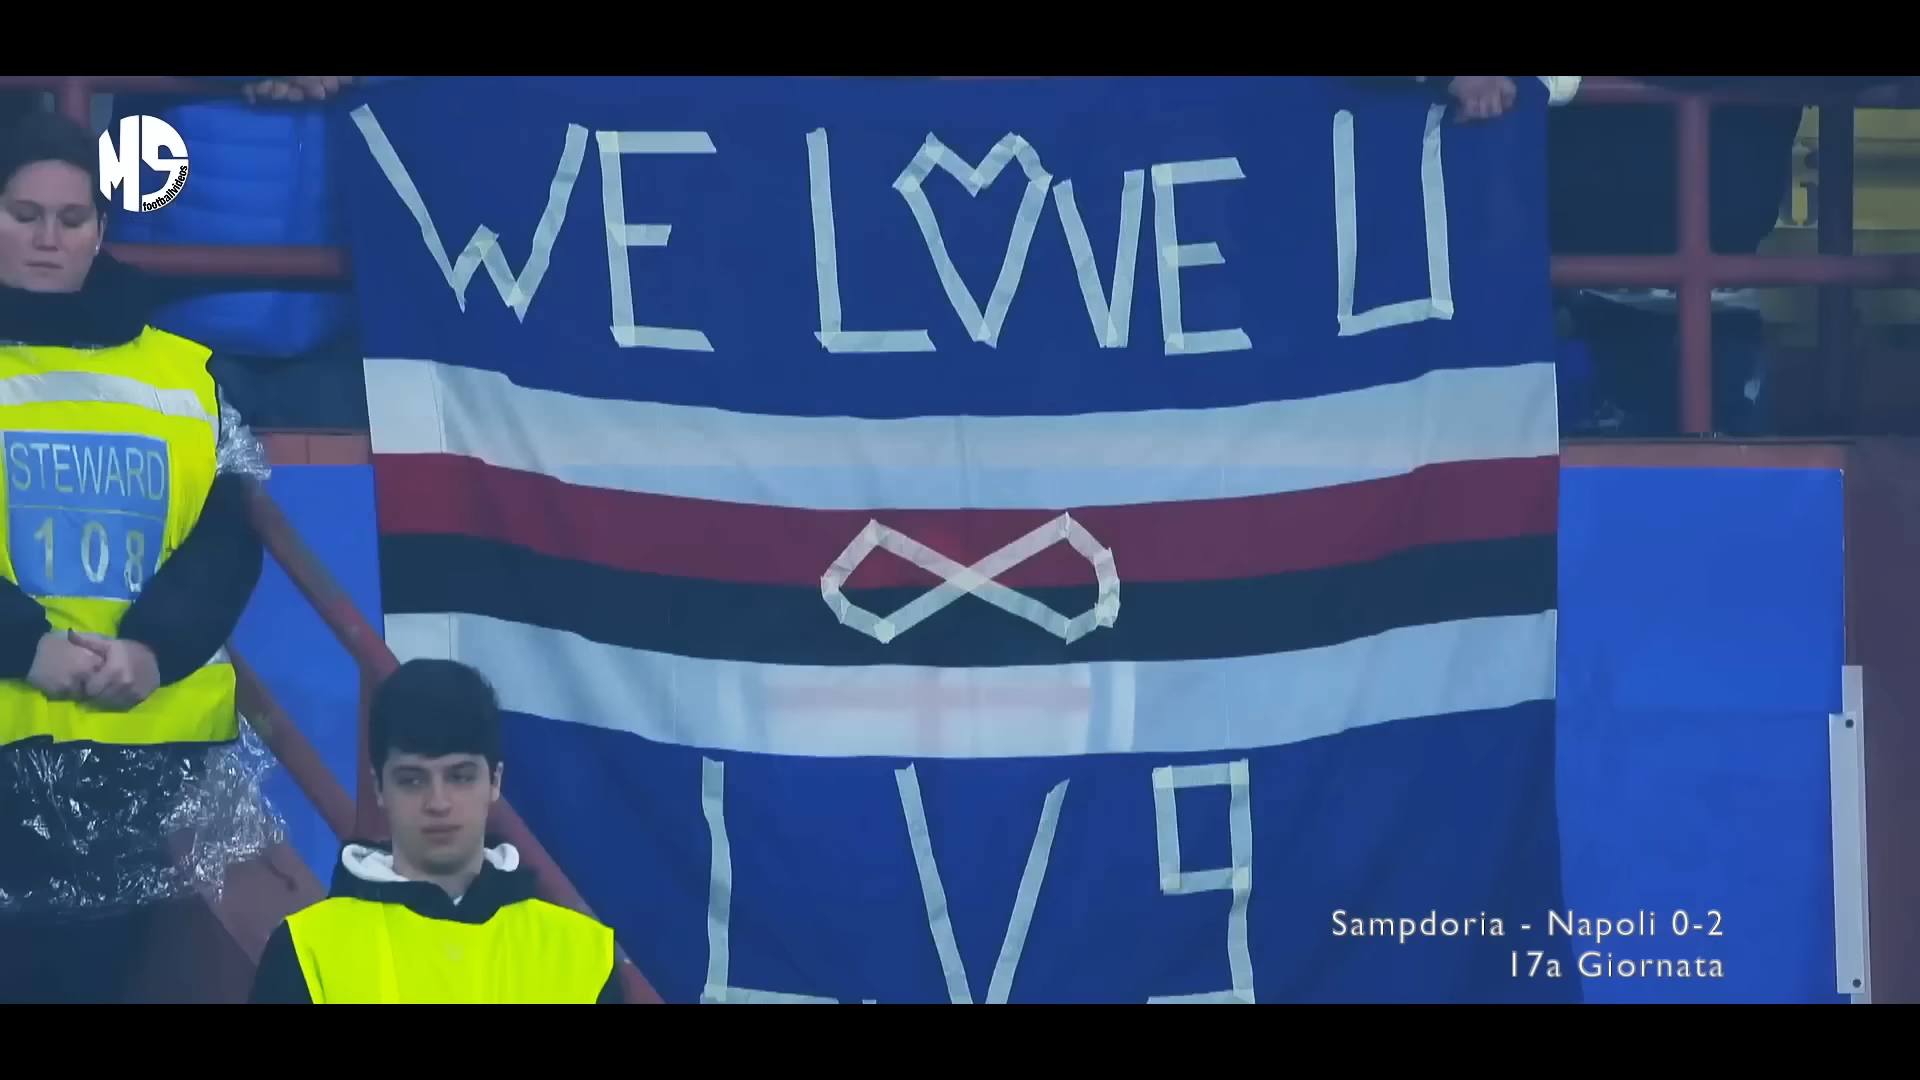 MS
footballvideos
WE LOVE U
STEWARD
108
LV9
Sampdoria - Napoli 0-2
17a Giornata